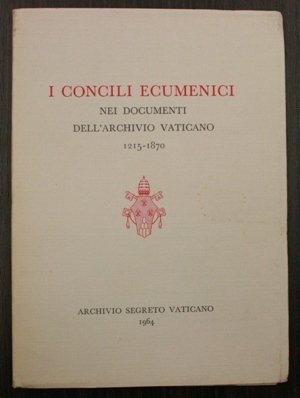 I CONCILI ECUMENICI
NEI DOCUMENTI
DELL'ARCHIVIO VATICANO
1215-1870
ARCHIVIO SEGRETO VATICANO
1964